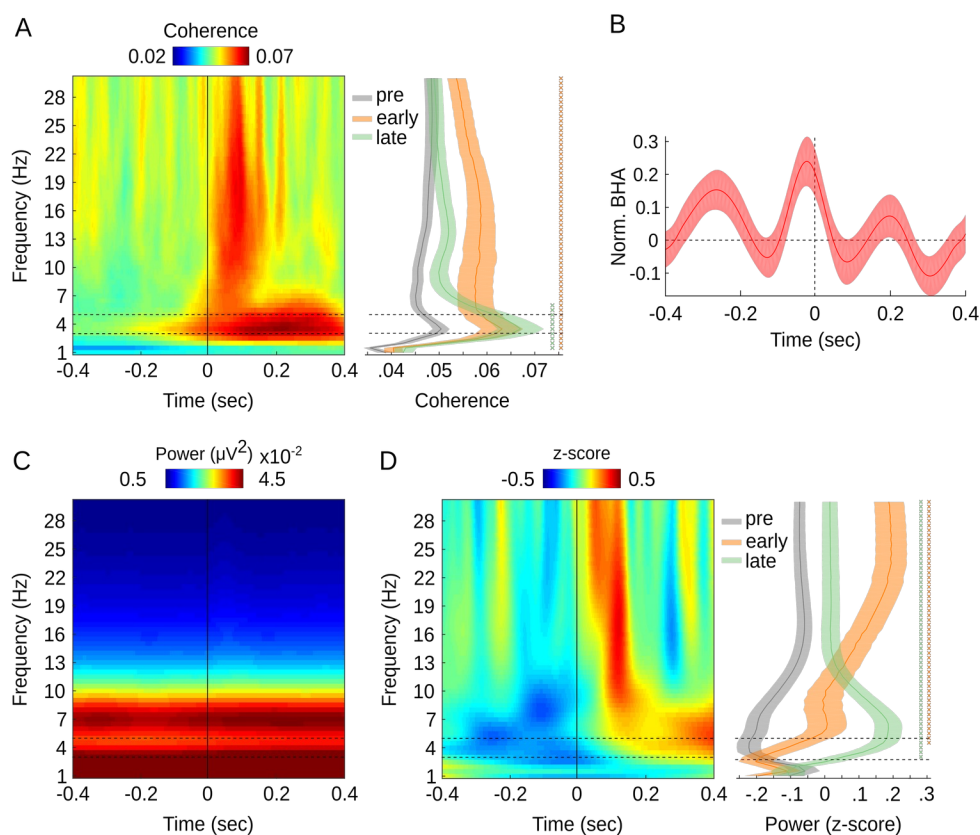 A
Coherence
0.02 0.07
28
25
22
19
16
13
10
7
4
1
Frequency (Hz)
-0.4 -0.2 0 0.2 0.4
Time (sec)
pre
early
late
.04 .05 .06 .07
Coherence
B
0.3
0.2
0.1
0
-0.1
Norm. BHA
-0.4 -0.2 0 0.2 0.4
Time (sec)
C
Power (µV2) x10-2
0.5 4.5
28
25
22
19
16
13
10
7
4
1
Frequency (Hz)
-0.4 -0.2 0 0.2 0.4
Time (sec)
D
z-score
-0.5 0.5
28
25
22
19
16
13
10
7
4
1
Frequency (Hz)
-0.4 -0.2 0 0.2 0.4
Time (sec)
pre
early
late
-.2 .1 0 .1 .2 .3
Power (z-score)